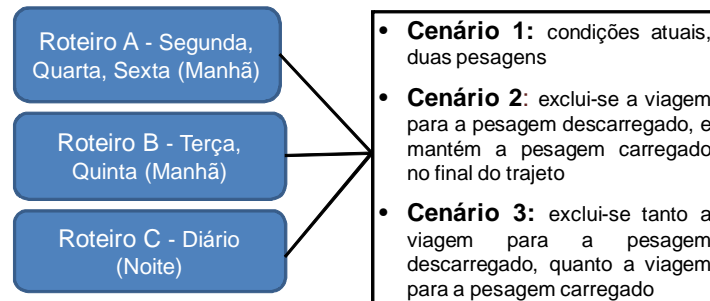 Roteiro A - Segunda,
Quarta, Sexta (Manhã)
Roteiro B - Terça,
Quinta (Manhã)
Roteiro C - Diário
(Noite)
• Cenário 1: condições atuais,
duas pesagens
• Cenário 2: exclui-se a viagem
para a pesagem descarregado, e
mantém a pesagem carregado
no final do trajeto
• Cenário 3: exclui-se tanto a
viagem para a pesagem
descarregado, quanto a viagem
para a pesagem carregado